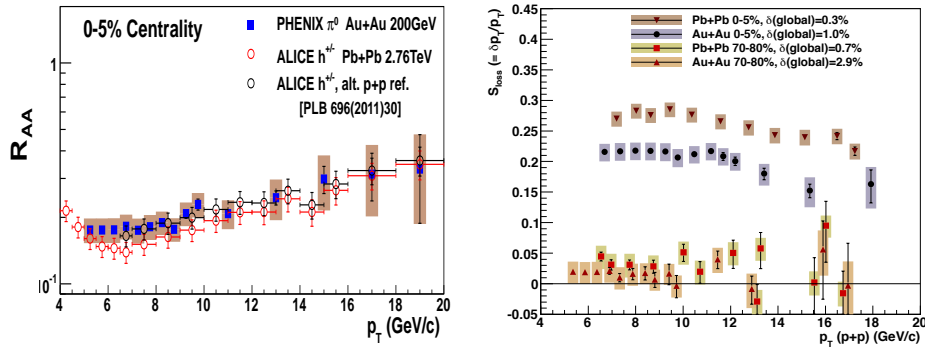 0-5% Centrality
PHENIX π⁰ Au+Au 200GeV
ALICE h⁺/⁻ Pb+Pb 2.76TeV
ALICE h⁺/⁻, alt. p+p ref.
[PLB 696(2011)30]
R_AA
1
10⁻¹
4 6 8 10 12 14 16 18 20
p_T (GeV/c)
Pb+Pb 0-5%, δ(global)=0.3%
Au+Au 0-5%, δ(global)=1.0%
Pb+Pb 70-80%, δ(global)=0.7%
Au+Au 70-80%, δ(global)=2.9%
S_loss (= δp_T/p_T)
0.45
0.4
0.35
0.3
0.25
0.2
0.15
0.1
0.05
0
-0.05
4 6 8 10 12 14 16 18 20
p_T (p+p) (GeV/c)